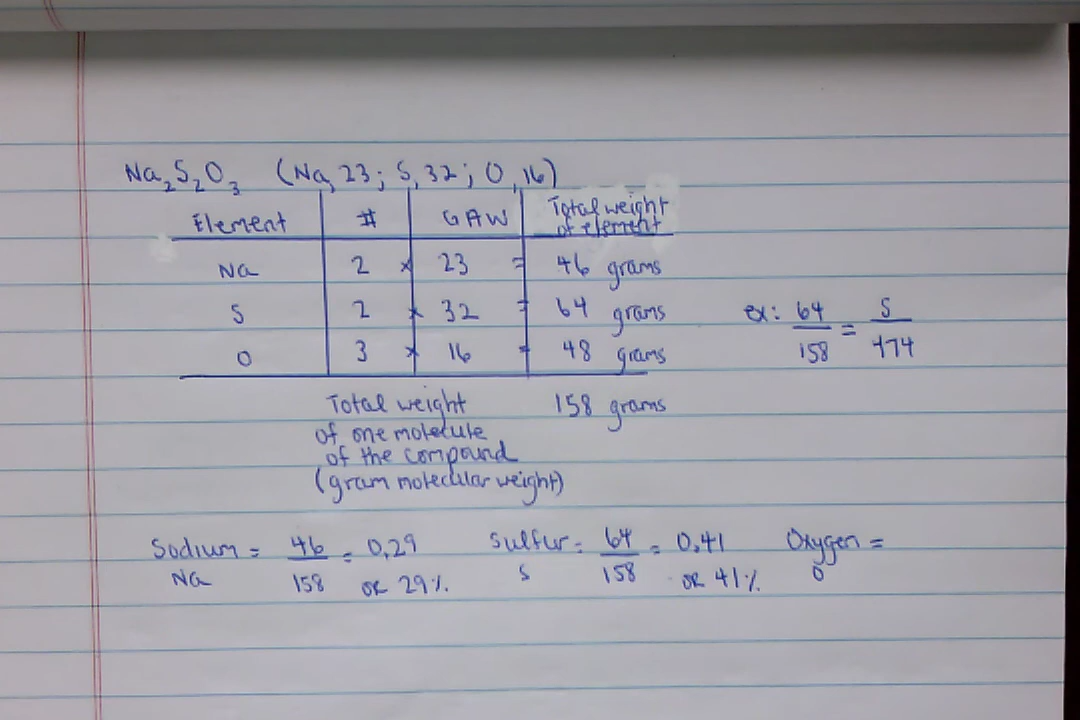 Na₂S₂O₃ (Na, 23; S, 32; O, 16)
Element # GAW Total weight of element
Na 2 x 23 = 46 grams
S 2 x 32 = 64 grams
O 3 x 16 = 48 grams
ex: 64/158 = S/474
Total weight 158 grams
of one molecule
of the compound
(gram molecular weight)
Sodium = 46/158 = 0,29 Sulfur = 64/158 = 0,41 Oxygen =
Na or 29% S or 41% O